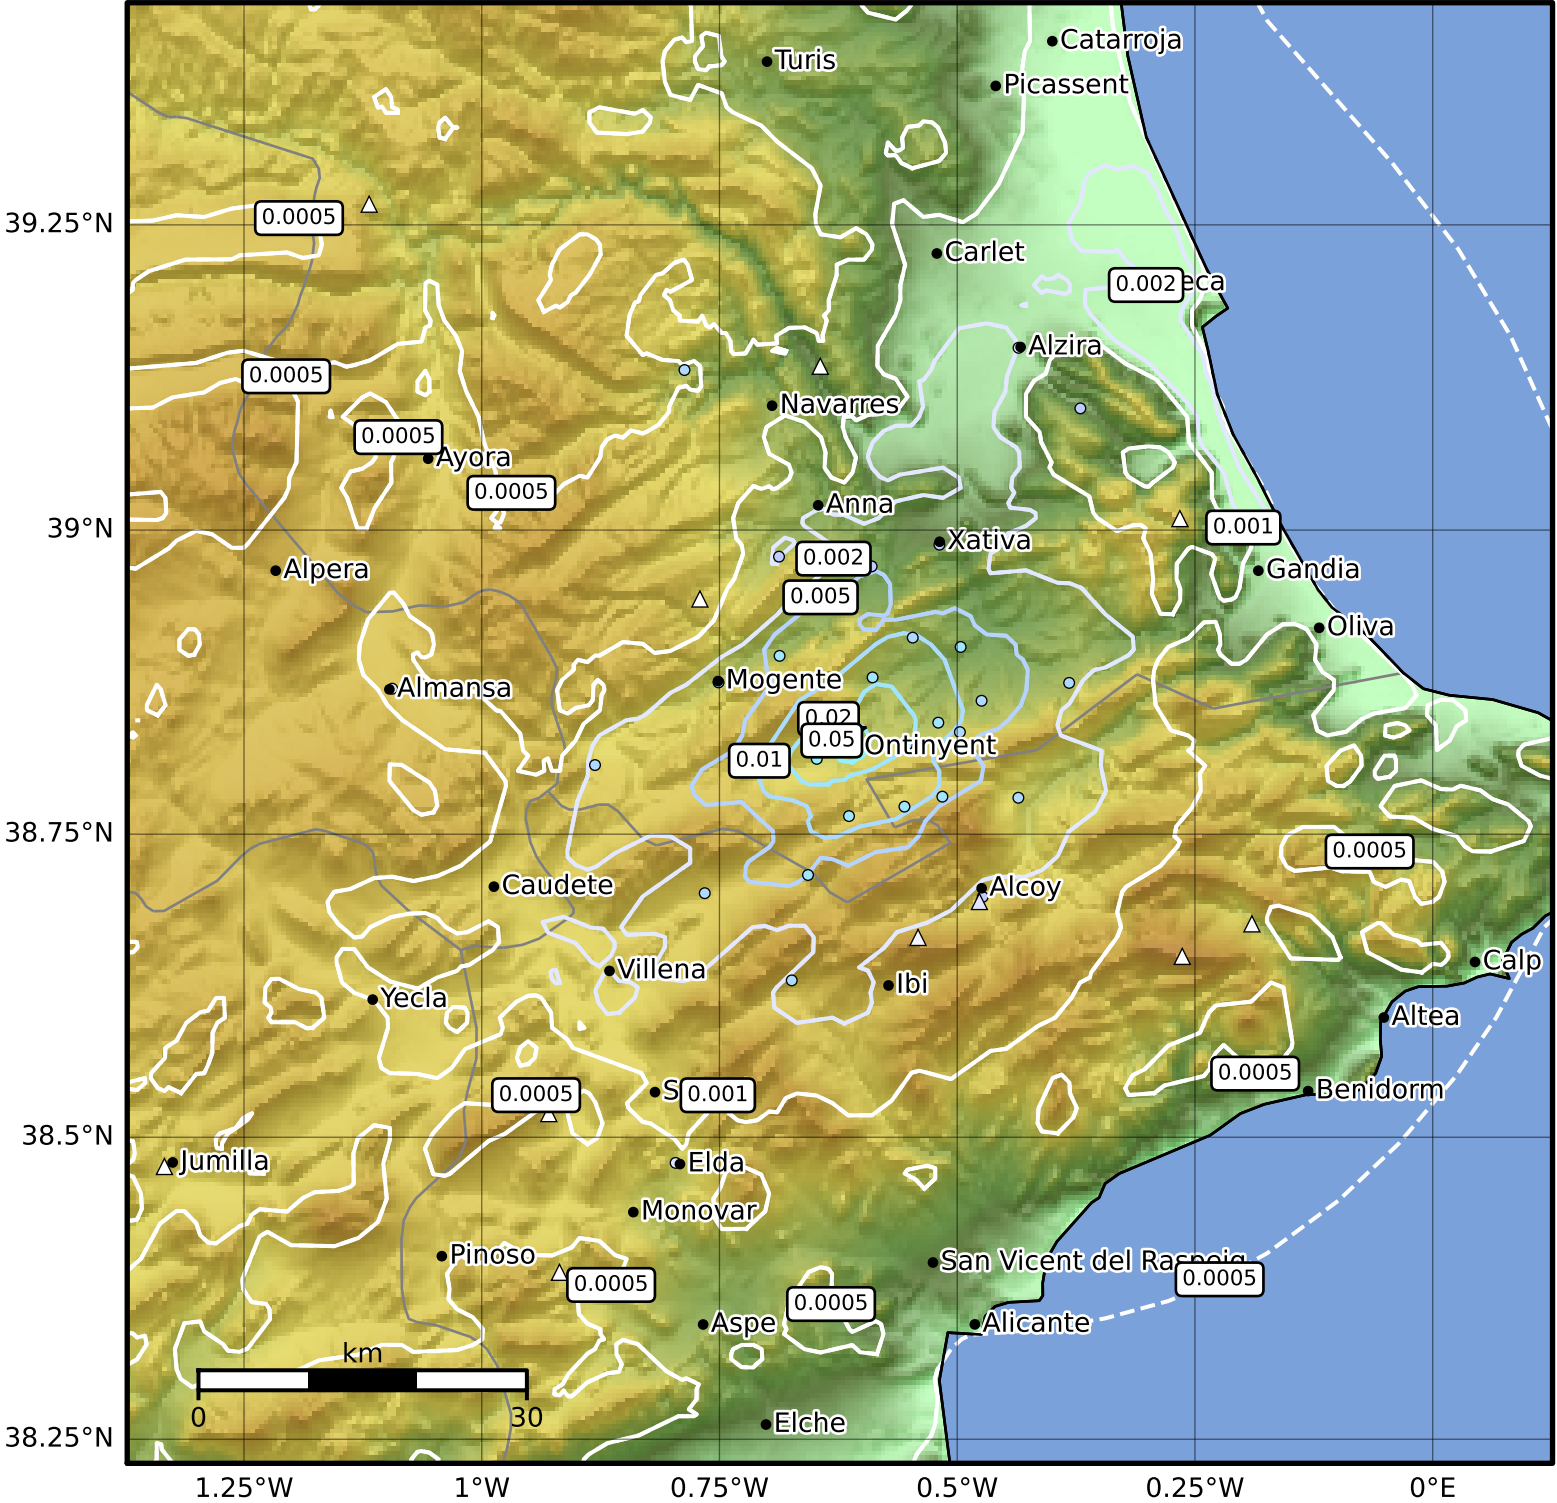 Catarroja
Turis
Picassent
39.25°N
0.0005
Carlet
0.002
eca
Alzira
0.0005
Navarres
0.0005
Ayora
0.0005
Anna
39°N
0.001
Xativa
0.002
Alpera
Gandia
0.005
Oliva
Mogente
Almansa
0.02
0.05
Ontinyent
0.01
38.75°N
0.0005
Caudete
Alcoy
Villena
Calp
Ibi
Yecla
Altea
0.0005
Benidorm
0.0005
S
0.001
38.5°N
Jumilla
Elda
Monovar
Pinoso
San Vicent del Raspeig
0.0005
0.0005
0.0005
Aspe
Alicante
km
0
30
Elche
38.25°N
1.25°W
1°W
0.75°W
0.5°W
0.25°W
0°E